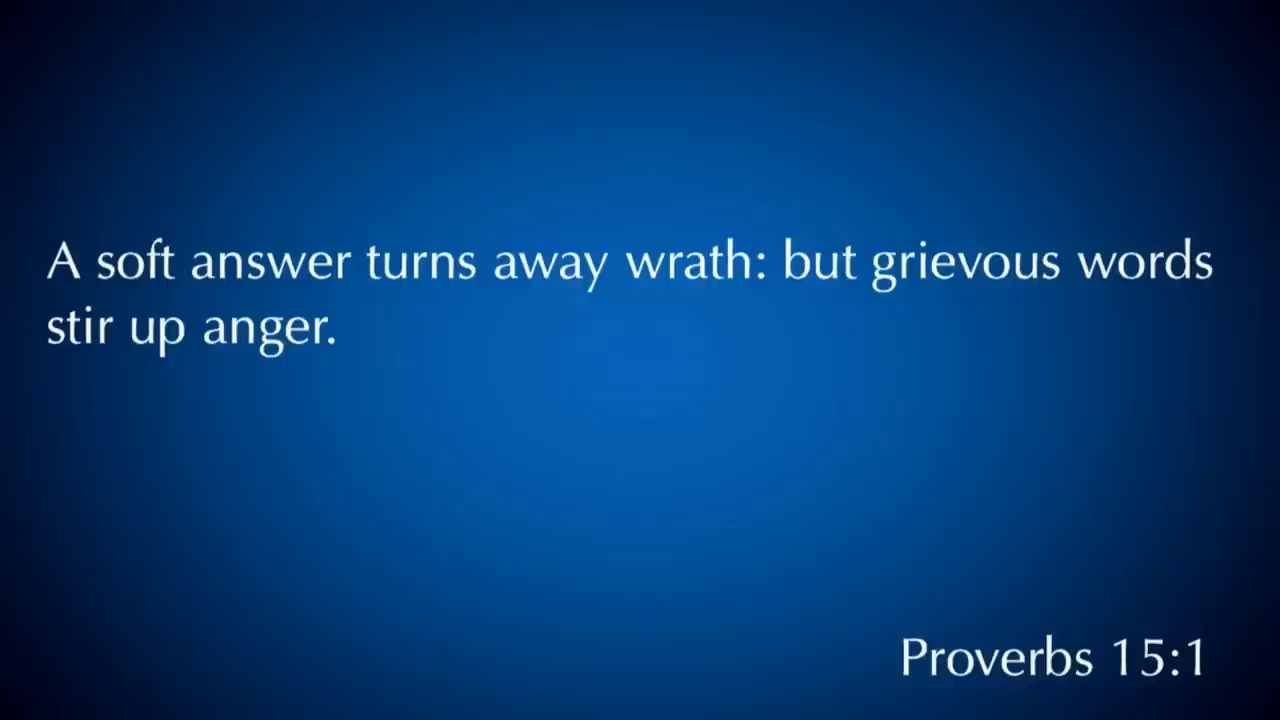 A soft answer turns away wrath: but grievous words
stir up anger.
Proverbs 15:1